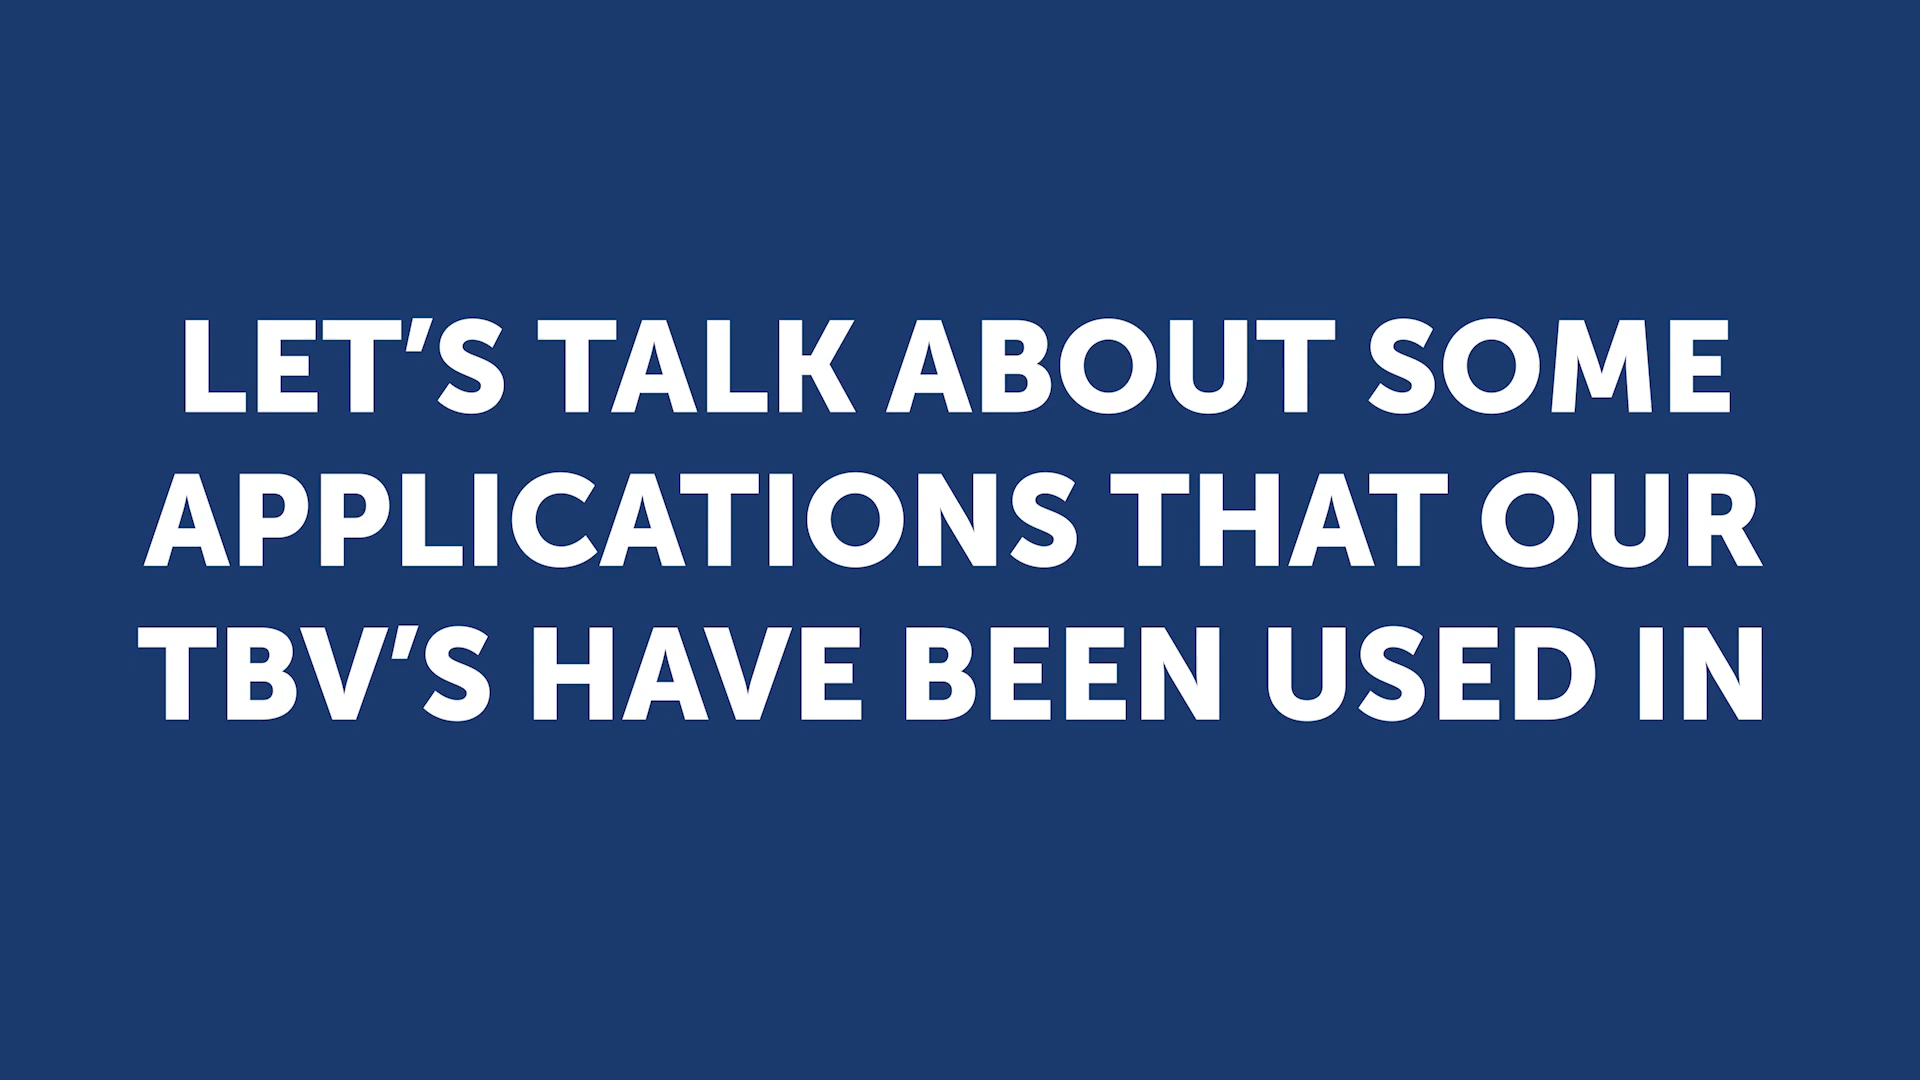 LET’S TALK ABOUT SOME
APPLICATIONS THAT OUR
TBV’S HAVE BEEN USED IN